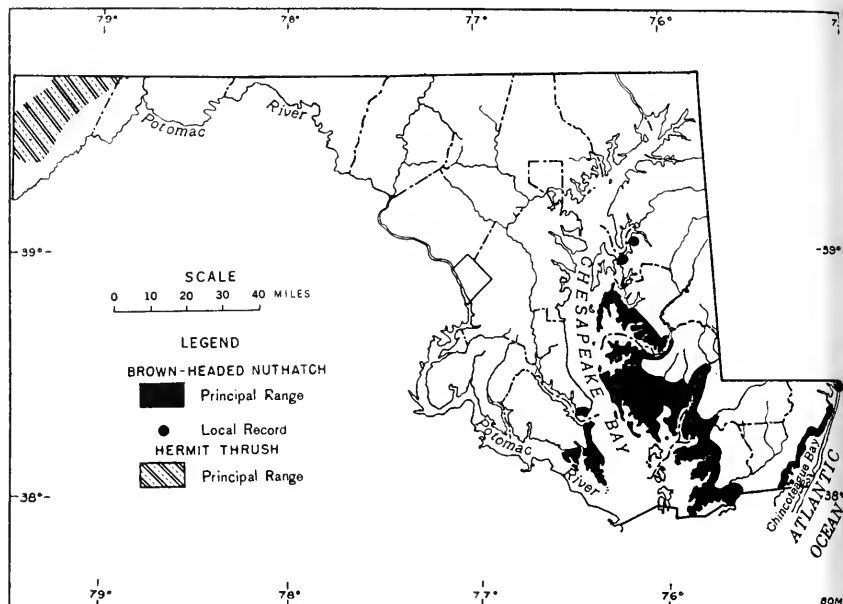 79° 78° 77° 76° 7
Potomac River
39° 39°
CHESAPEAKE BAY
SCALE
0 10 20 30 40 MILES
LEGEND
BROWN-HEADED NUTHATCH
Principal Range
Local Record
HERMIT THRUSH
Principal Range
Potomac River
Chincoteague Bay
ATLANTIC OCEAN
38° 38°
79° 78° 77° 76° 80M